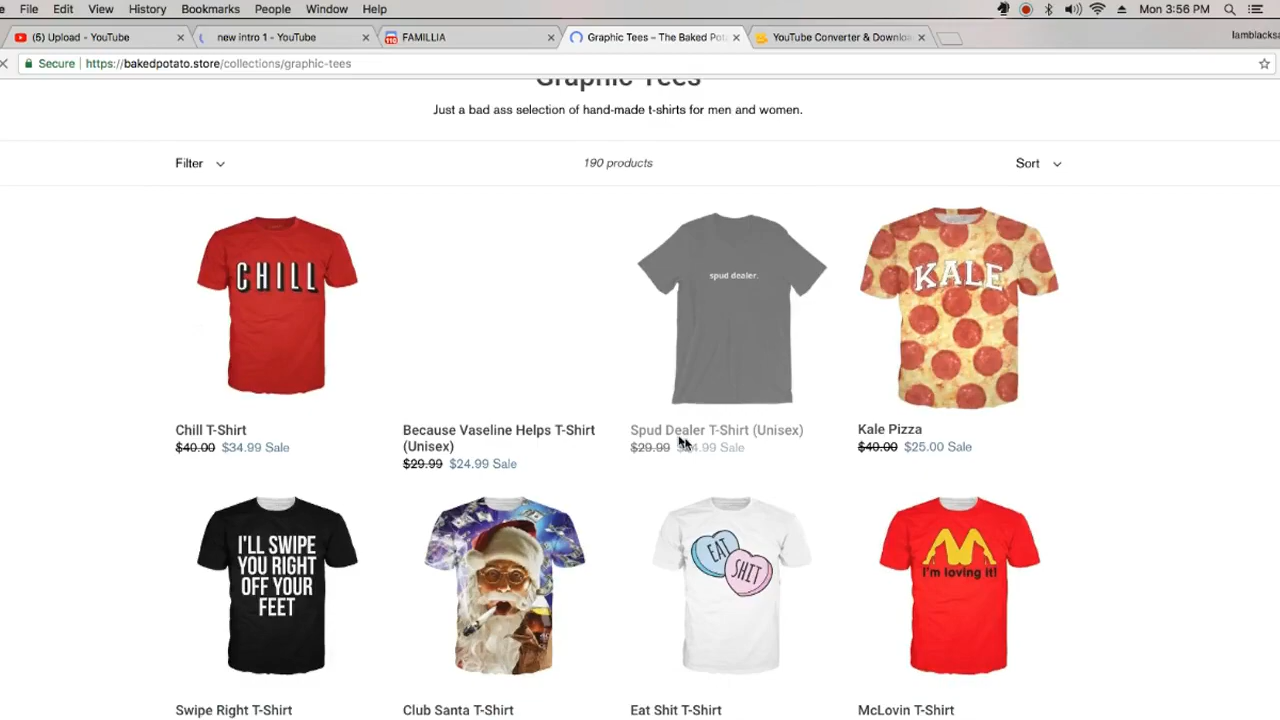 File Edit View History Bookmarks People Window Help Mon 3:56 PM
(6) Upload - YouTube new intro 1 - YouTube FAMILLIA Graphic Tees – The Baked Pot YouTube Converter & Downloa Iamblacksa
Secure https://bakedpotato.store/collections/graphic-tees
Graphic Tees
Just a bad ass selection of hand-made t-shirts for men and women.
Filter 190 products Sort
CHILL
spud dealer.
KALE
Chill T-Shirt
$40.00 $34.99 Sale
Because Vaseline Helps T-Shirt
(Unisex)
$29.99 $24.99 Sale
Spud Dealer T-Shirt (Unisex)
$29.99 4.99 Sale
Kale Pizza
$40.00 $25.00 Sale
I'LL SWIPE
YOU RIGHT
OFF YOUR
FEET
EAT
SHIT
i'm loving it!
Swipe Right T-Shirt
Club Santa T-Shirt
Eat Shit T-Shirt
McLovin T-Shirt